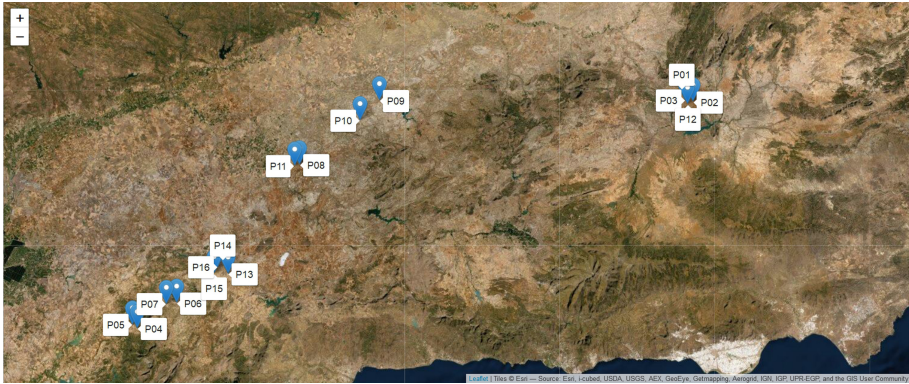 +
−
P01
P09
P03
P02
P10
P12
P11
P08
P14
P16
P13
P15
P07
P06
P05
P04
Leaflet | Tiles © Esri — Source: Esri, i-cubed, USDA, USGS, AEX, GeoEye, Getmapping, Aerogrid, IGN, IGP, UPR-EGP, and the GIS User Community